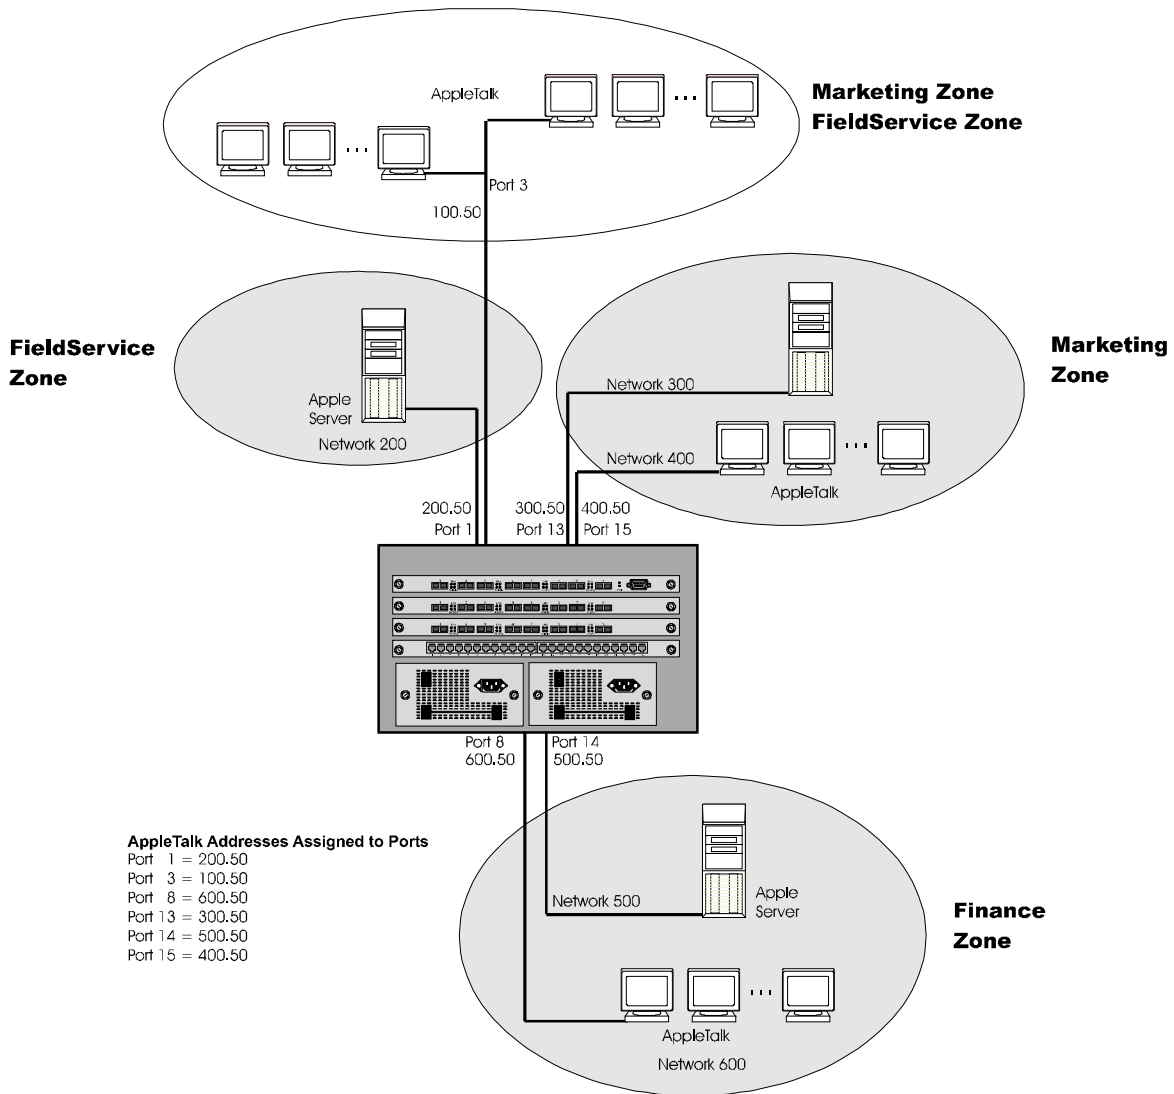 AppleTalk
Marketing Zone
FieldService Zone
Port 3
100.50
FieldService
Zone
Apple
Server
Network 200
Network 300
Network 400
AppleTalk
Marketing
Zone
200.50
Port 1
300.50
Port 13
400.50
Port 15
Port 8
600.50
Port 14
500.50
AppleTalk Addresses Assigned to Ports
Port 1 = 200.50
Port 3 = 100.50
Port 8 = 600.50
Port 13 = 300.50
Port 14 = 500.50
Port 15 = 400.50
Network 500
Apple
Server
Finance
Zone
AppleTalk
Network 600